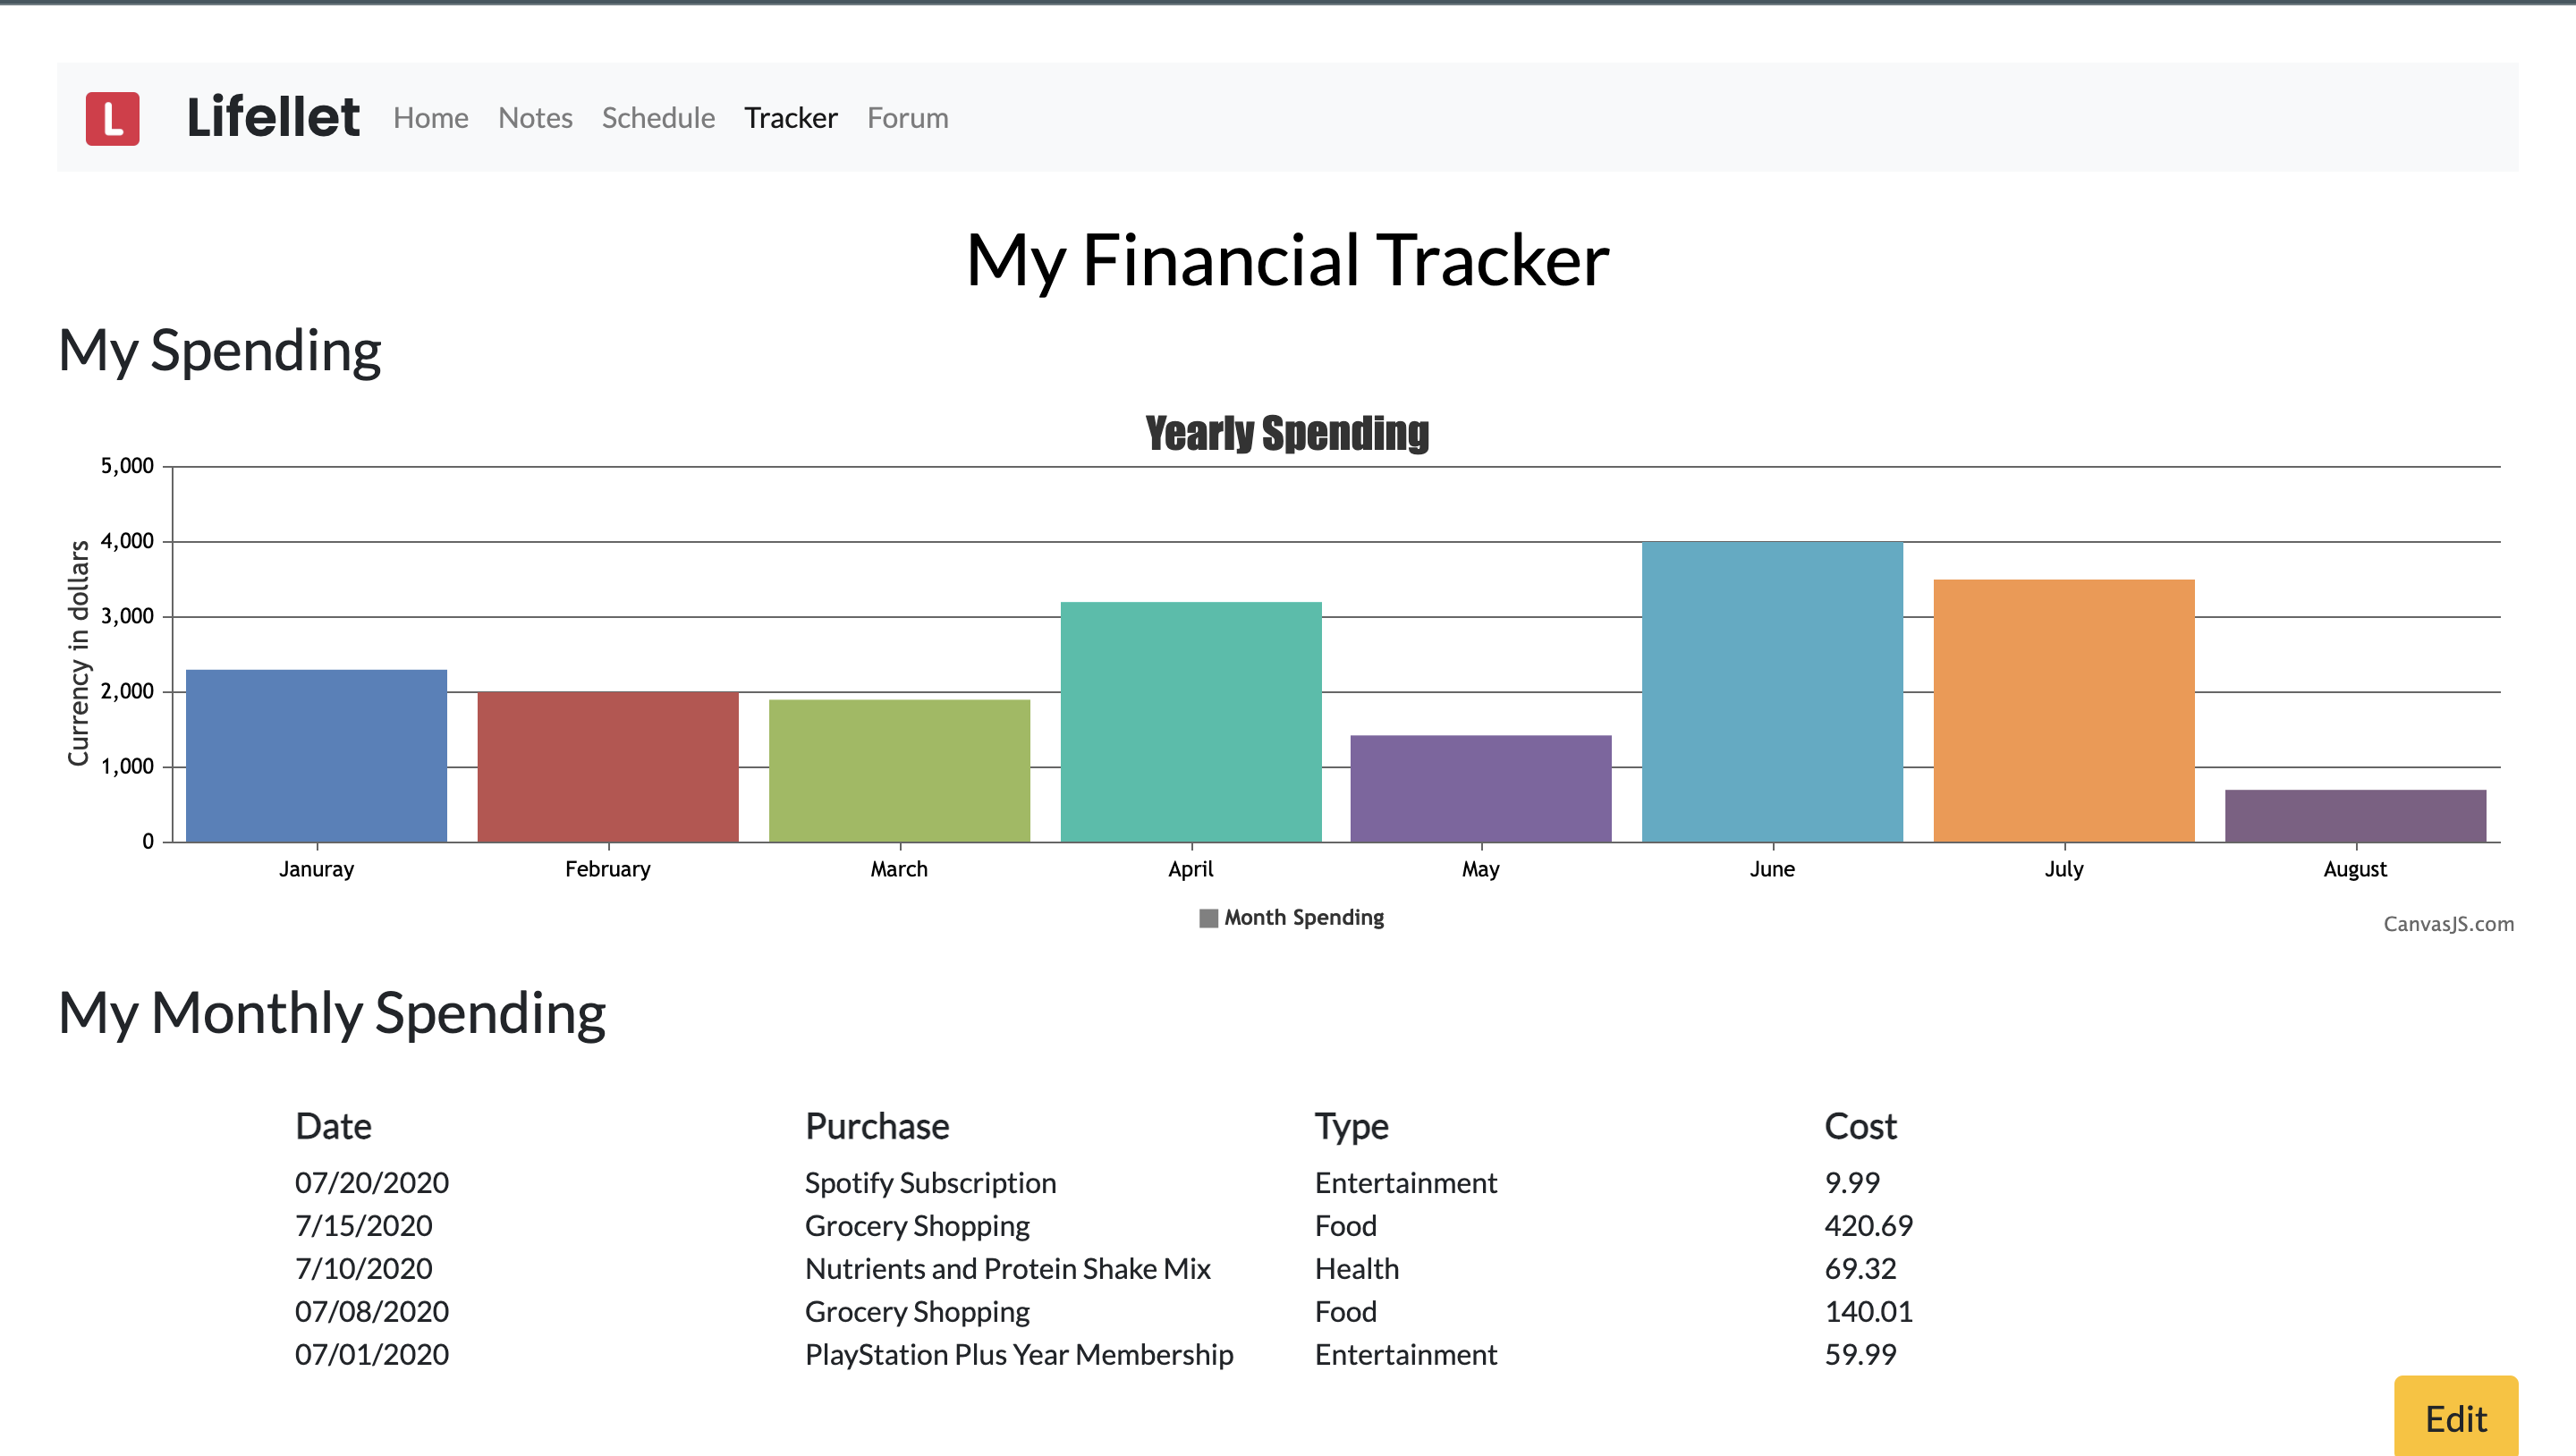 L Lifellet Home Notes Schedule Tracker Forum
My Financial Tracker
My Spending
Yearly Spending
Currency in dollars
5,000
4,000
3,000
2,000
1,000
0
Januray February March April May June July August
Month Spending
CanvasJS.com
My Monthly Spending
Date Purchase Type Cost
07/20/2020 Spotify Subscription Entertainment 9.99
7/15/2020 Grocery Shopping Food 420.69
7/10/2020 Nutrients and Protein Shake Mix Health 69.32
07/08/2020 Grocery Shopping Food 140.01
07/01/2020 PlayStation Plus Year Membership Entertainment 59.99
Edit